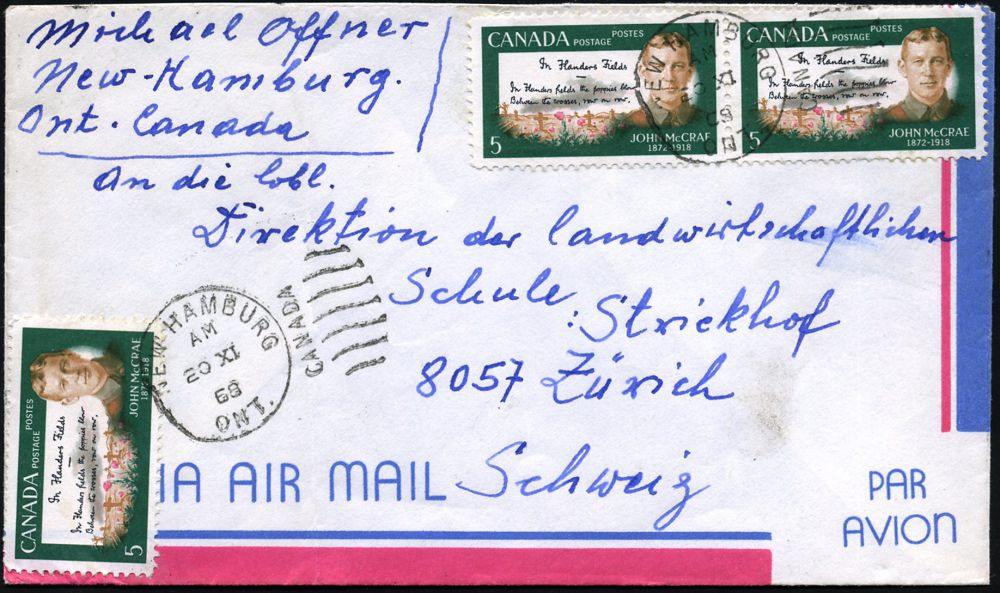 Michael Offner
New-Hamburg.
Ont. Canada
CANADA POSTES
POSTAGE
In Flanders Fields
In Flanders fields the poppies blow
Between the crosses, row on row,
JOHN McCRAE
1872-1918
5
CANADA POSTES
POSTAGE
In Flanders Fields
In Flanders fields the poppies blow
Between the crosses, row on row,
JOHN McCRAE
1872-1918
5
An die löbl.
Direktion der landwirtschaftlichen
Schule
: Strickhof
8057 Zürich
Schweiz
NEW HAMBURG
AM
20 IX
68
ONT.
CANADA
CANADA POSTES
POSTAGE
In Flanders Fields
In Flanders fields the poppies blow
Between the crosses, row on row,
JOHN McCRAE
1872-1918
5
A AIR MAIL
PAR
AVION